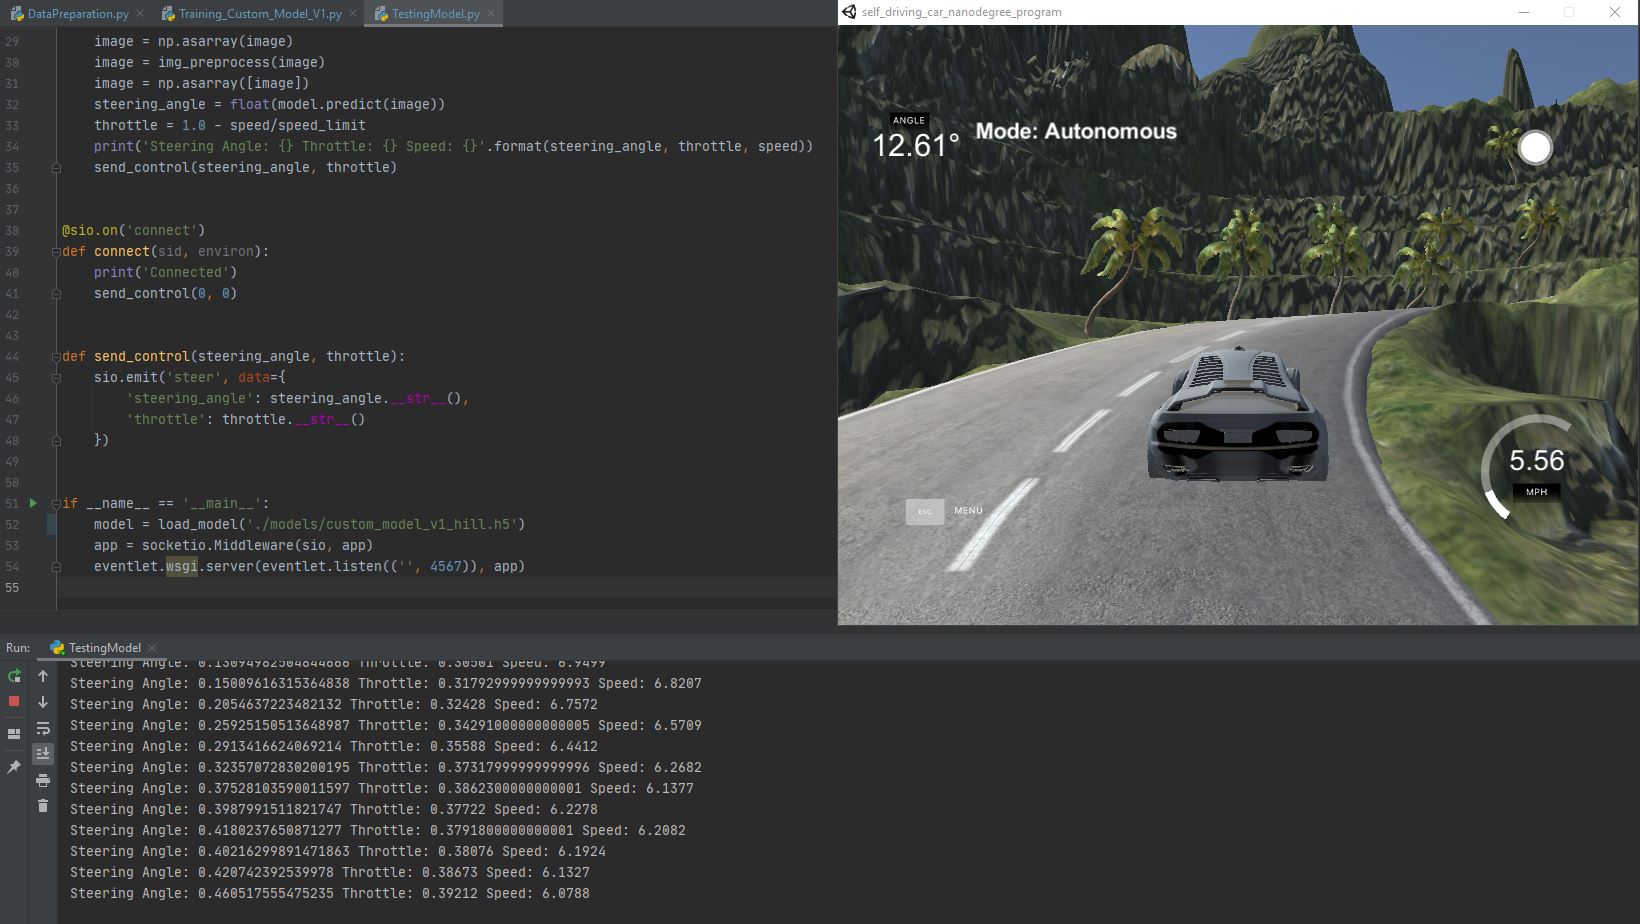 DataPreparation.py
Training_Custom_Model_V1.py
TestingModel.py
29 image = np.asarray(image)
30 image = img_preprocess(image)
31 image = np.asarray([image])
32 steering_angle = float(model.predict(image))
33 throttle = 1.0 - speed/speed_limit
34 print('Steering Angle: {} Throttle: {} Speed: {}'.format(steering_angle, throttle, speed))
35 send_control(steering_angle, throttle)
36
37
38 @sio.on('connect')
39 def connect(sid, environ):
40 print('Connected')
41 send_control(0, 0)
42
43
44 def send_control(steering_angle, throttle):
45 sio.emit('steer', data={
46 'steering_angle': steering_angle.__str__(),
47 'throttle': throttle.__str__()
48 })
49
50
51 if __name__ == '__main__':
52 model = load_model('./models/custom_model_v1_hill.h5')
53 app = socketio.Middleware(sio, app)
54 eventlet.wsgi.server(eventlet.listen(('', 4567)), app)
55
self_driving_car_nanodegree_program
ANGLE
12.61°
Mode: Autonomous
5.56
MPH
ESC
MENU
Run: TestingModel
Steering Angle: 0.13094982504844666 Throttle: 0.30501 Speed: 6.9499
Steering Angle: 0.15009616315364838 Throttle: 0.31792999999999993 Speed: 6.8207
Steering Angle: 0.2054637223482132 Throttle: 0.32428 Speed: 6.7572
Steering Angle: 0.25925150513648987 Throttle: 0.34291000000000005 Speed: 6.5709
Steering Angle: 0.2913416624069214 Throttle: 0.35588 Speed: 6.4412
Steering Angle: 0.32357072830200195 Throttle: 0.37317999999999996 Speed: 6.2682
Steering Angle: 0.37528103590011597 Throttle: 0.3862300000000001 Speed: 6.1377
Steering Angle: 0.3987991511821747 Throttle: 0.37722 Speed: 6.2278
Steering Angle: 0.4180237650871277 Throttle: 0.3791800000000001 Speed: 6.2082
Steering Angle: 0.40216299891471863 Throttle: 0.38076 Speed: 6.1924
Steering Angle: 0.420742392539978 Throttle: 0.38673 Speed: 6.1327
Steering Angle: 0.460517555475235 Throttle: 0.39212 Speed: 6.0788